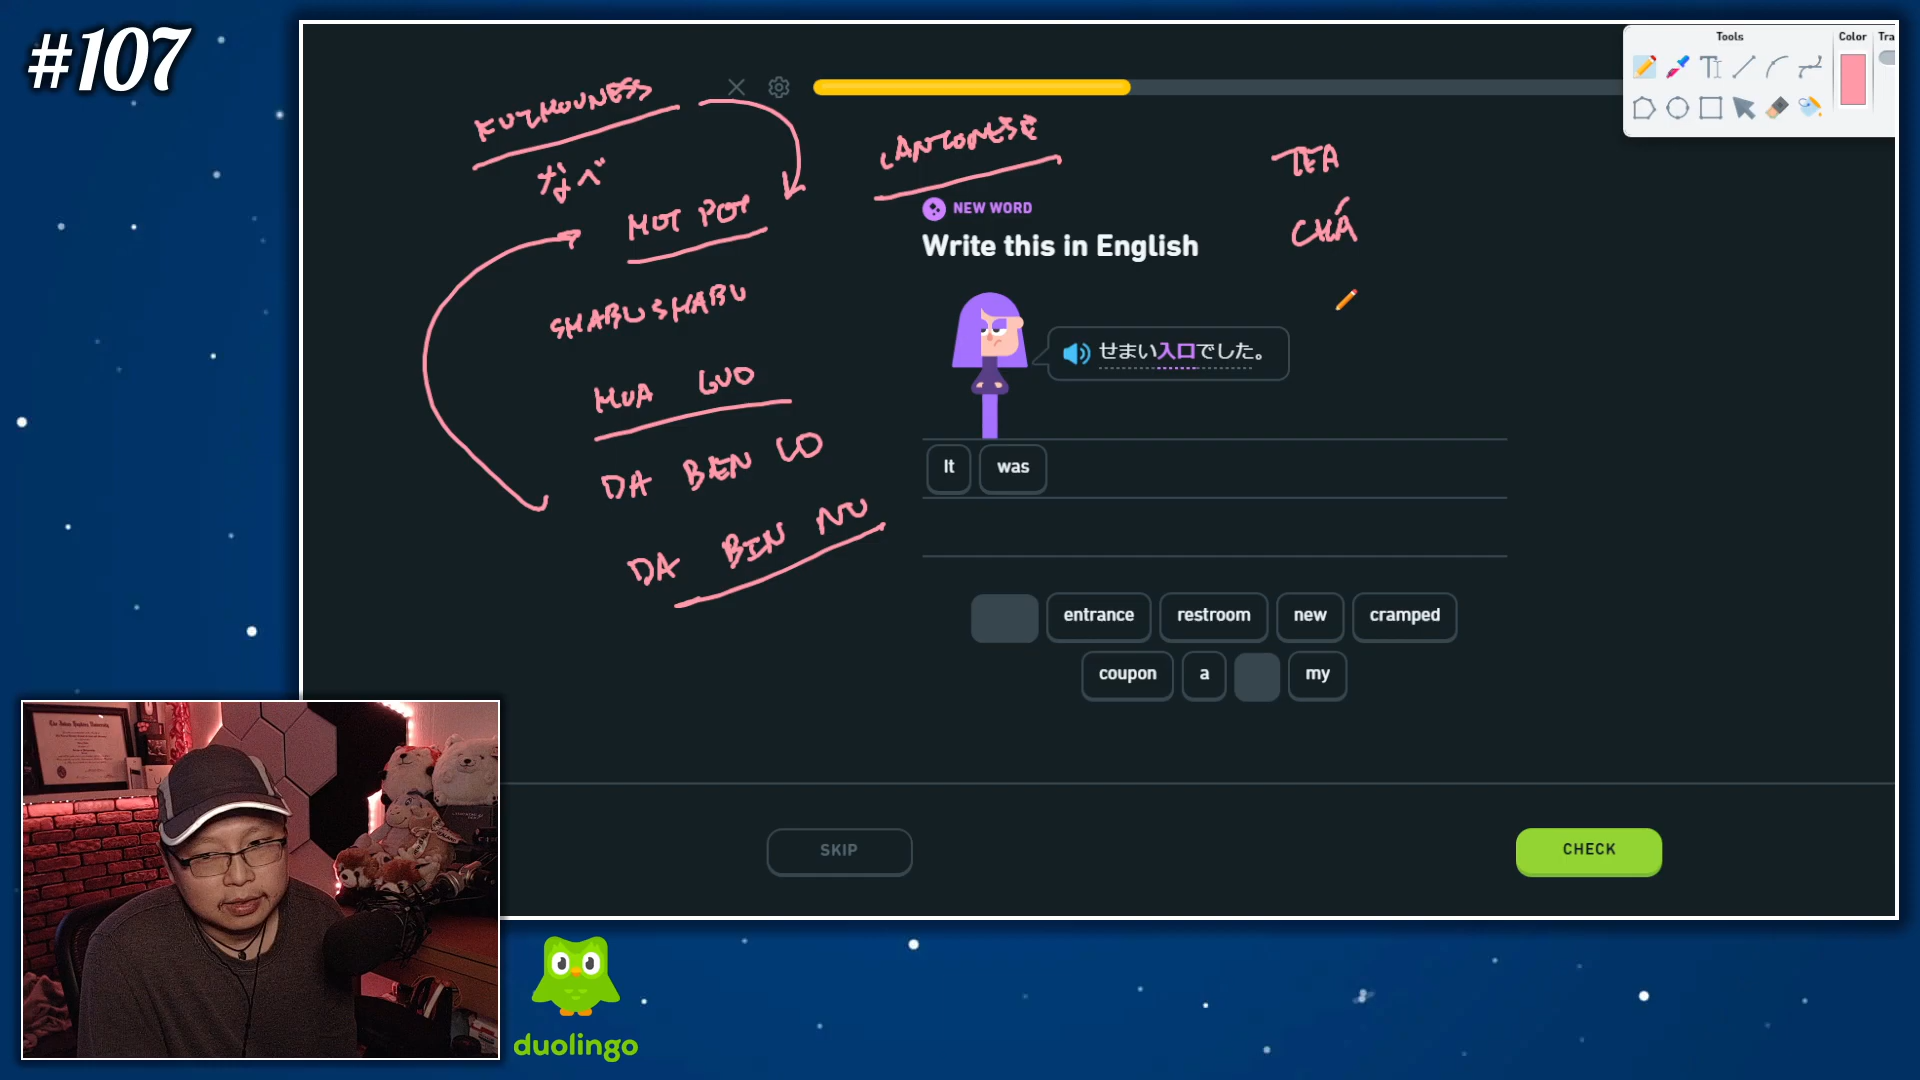 #107
Tools
Color
Tra
FUZHOUNESS
なべ
HOT POT
SHABU SHABU
HUA GUO
DA BEN LO
DA BIN NU
CANTONESE
TEA
CHÁ
NEW WORD
Write this in English
せまい入口でした。
It was
entrance restroom new cramped
coupon a my
SKIP
CHECK
duolingo